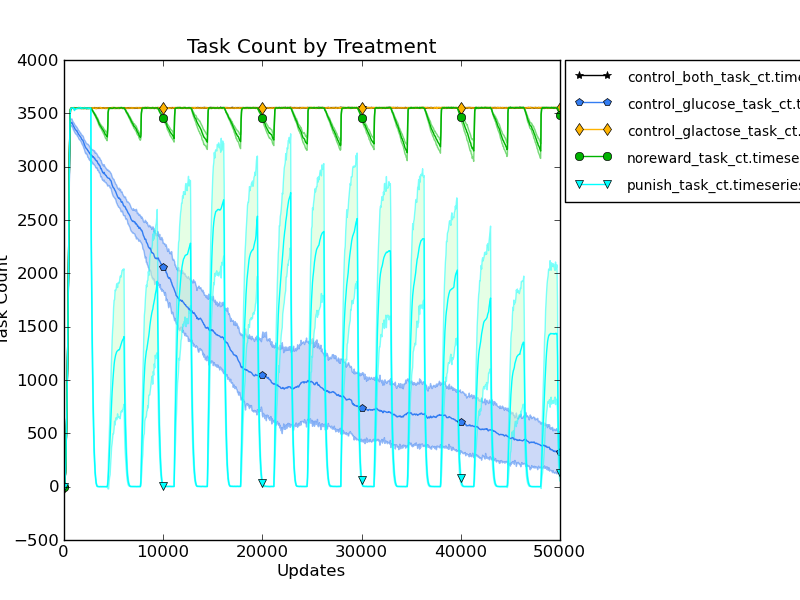 Task Count by Treatment
4000
3500
3000
2500
2000
1500
1000
500
0
−500
Task Count
0
10000
20000
30000
40000
50000
Updates
control_both_task_ct.time
control_glucose_task_ct.t
control_glactose_task_ct.
noreward_task_ct.timese
punish_task_ct.timeseries